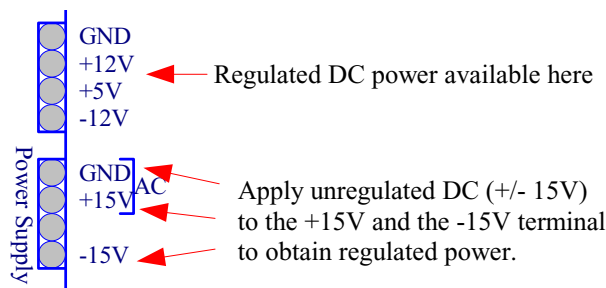 GND
+12V
+5V
-12V
Regulated DC power available here
Power Supply
GND
+15V
AC
-15V
Apply unregulated DC (+/- 15V)
to the +15V and the -15V terminal
to obtain regulated power.